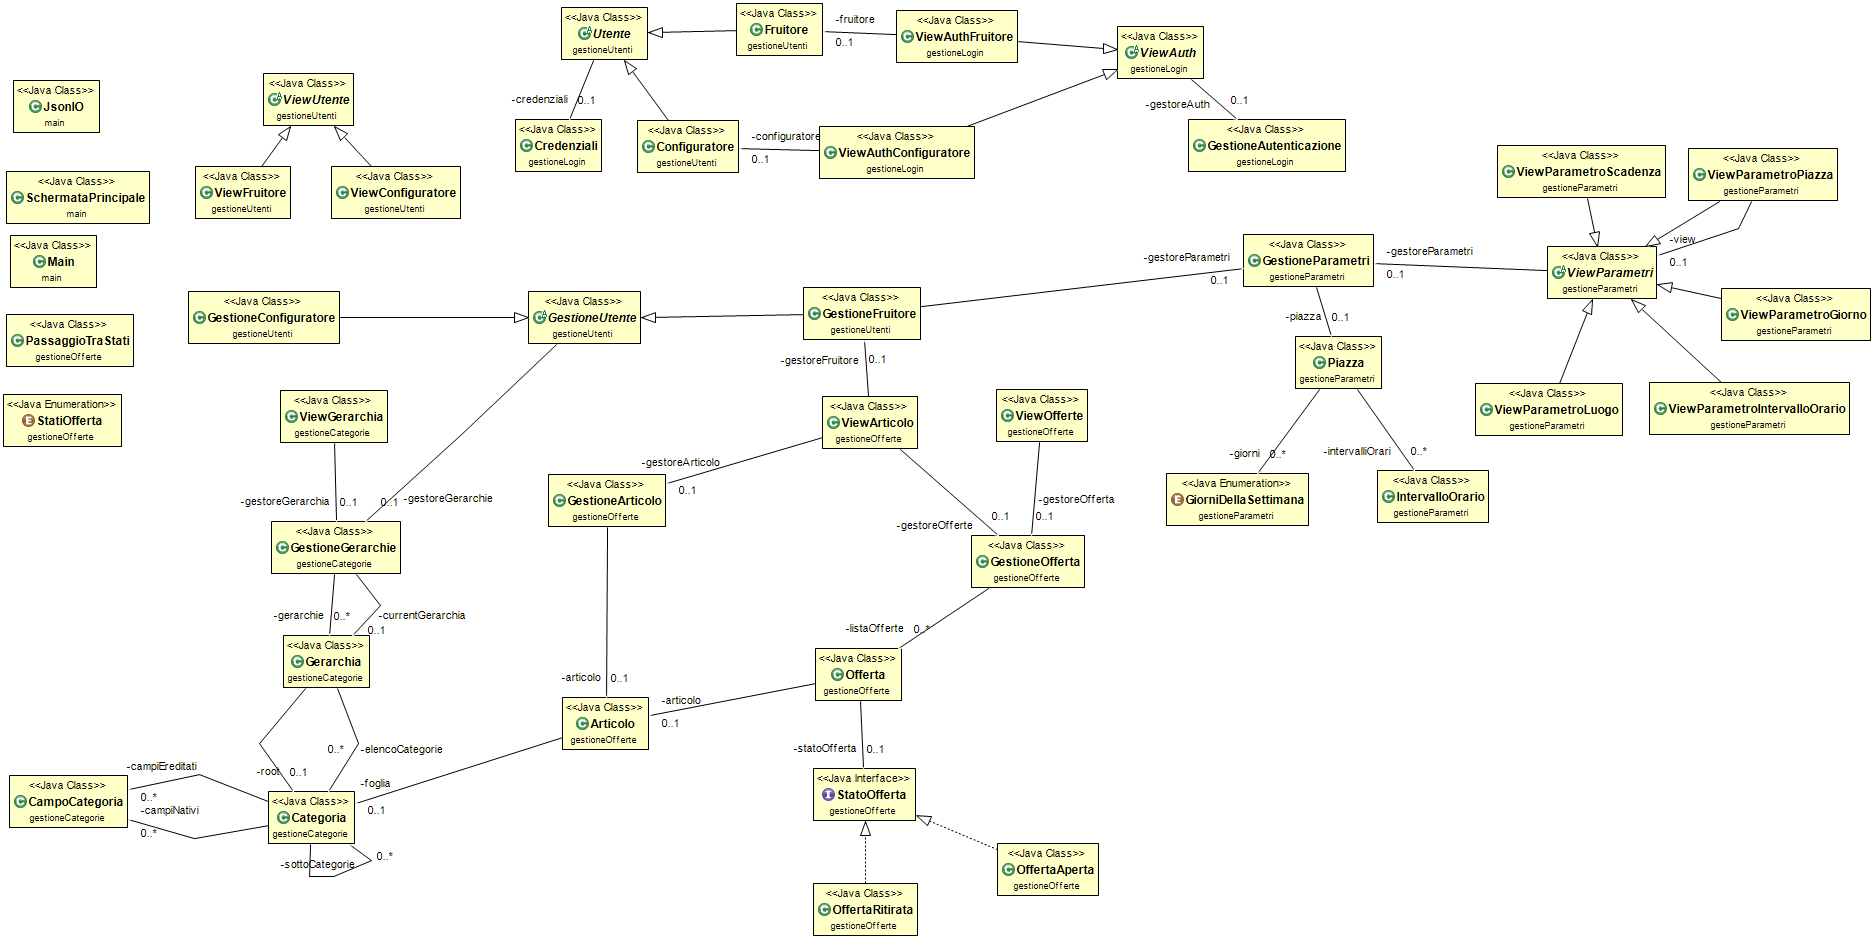 <<Java Class>>
Utente
gestioneUtenti
<<Java Class>>
Fruitore
gestioneUtenti
-fruitore
0..1
<<Java Class>>
ViewAuthFruitore
gestioneLogin
<<Java Class>>
ViewAuth
gestioneLogin
<<Java Class>>
JsonIO
main
<<Java Class>>
ViewUtente
gestioneUtenti
-credenziali
0..1
-gestoreAuth
0..1
<<Java Class>>
Credenziali
gestioneLogin
<<Java Class>>
Configuratore
gestioneUtenti
-configuratore
0..1
<<Java Class>>
ViewAuthConfiguratore
gestioneLogin
<<Java Class>>
GestioneAutenticazione
gestioneLogin
<<Java Class>>
ViewParametroScadenza
gestioneParametri
<<Java Class>>
ViewParametroPiazza
gestioneParametri
<<Java Class>>
SchermataPrincipale
main
<<Java Class>>
ViewFruitore
gestioneUtenti
<<Java Class>>
ViewConfiguratore
gestioneUtenti
<<Java Class>>
Main
main
-gestoreParametri
0..1
<<Java Class>>
GestioneParametri
gestioneParametri
-gestoreParametri
0..1
-view
0..1
<<Java Class>>
ViewParametri
gestioneParametri
<<Java Class>>
GestioneConfiguratore
gestioneUtenti
<<Java Class>>
GestioneUtente
gestioneUtenti
<<Java Class>>
GestioneFruitore
gestioneUtenti
<<Java Class>>
ViewParametroGiorno
gestioneParametri
<<Java Class>>
PassaggioTraStati
gestioneOfferte
-piazza
0..1
-gestoreFruitore
0..1
<<Java Class>>
Piazza
gestioneParametri
<<Java Enumeration>>
StatiOfferta
gestioneOfferte
<<Java Class>>
ViewGerarchia
gestioneCategorie
<<Java Class>>
ViewArticolo
gestioneOfferte
<<Java Class>>
ViewOfferte
gestioneOfferte
<<Java Class>>
ViewParametroLuogo
gestioneParametri
<<Java Class>>
ViewParametroIntervalloOrario
gestioneParametri
-giorni
0..*
-intervalliOrari
0..*
-gestoreArticolo
0..1
<<Java Class>>
GestioneArticolo
gestioneOfferte
<<Java Enumeration>>
GiorniDellaSettimana
gestioneParametri
<<Java Class>>
IntervalloOrario
gestioneParametri
-gestoreGerarchia
0..1
0..1
-gestoreGerarchie
-gestoreOfferta
0..1
-gestoreOfferte
0..1
<<Java Class>>
GestioneGerarchie
gestioneCategorie
<<Java Class>>
GestioneOfferta
gestioneOfferte
-gerarchie
0..*
-currentGerarchia
0..1
-listaOfferte
0..*
<<Java Class>>
Gerarchia
gestioneCategorie
<<Java Class>>
Offerta
gestioneOfferte
-articolo
0..1
-articolo
0..1
<<Java Class>>
Articolo
gestioneOfferte
0..*
-elencoCategorie
-root
0..1
-statoOfferta
0..1
-campiEreditati
0..*
-campiNativi
0..*
<<Java Class>>
CampoCategoria
gestioneCategorie
-foglia
0..1
<<Java Class>>
Categoria
gestioneCategorie
<<Java Interface>>
StatoOfferta
gestioneOfferte
-sottoCategorie
0..*
<<Java Class>>
OffertaAperta
gestioneOfferte
<<Java Class>>
OffertaRitirata
gestioneOfferte